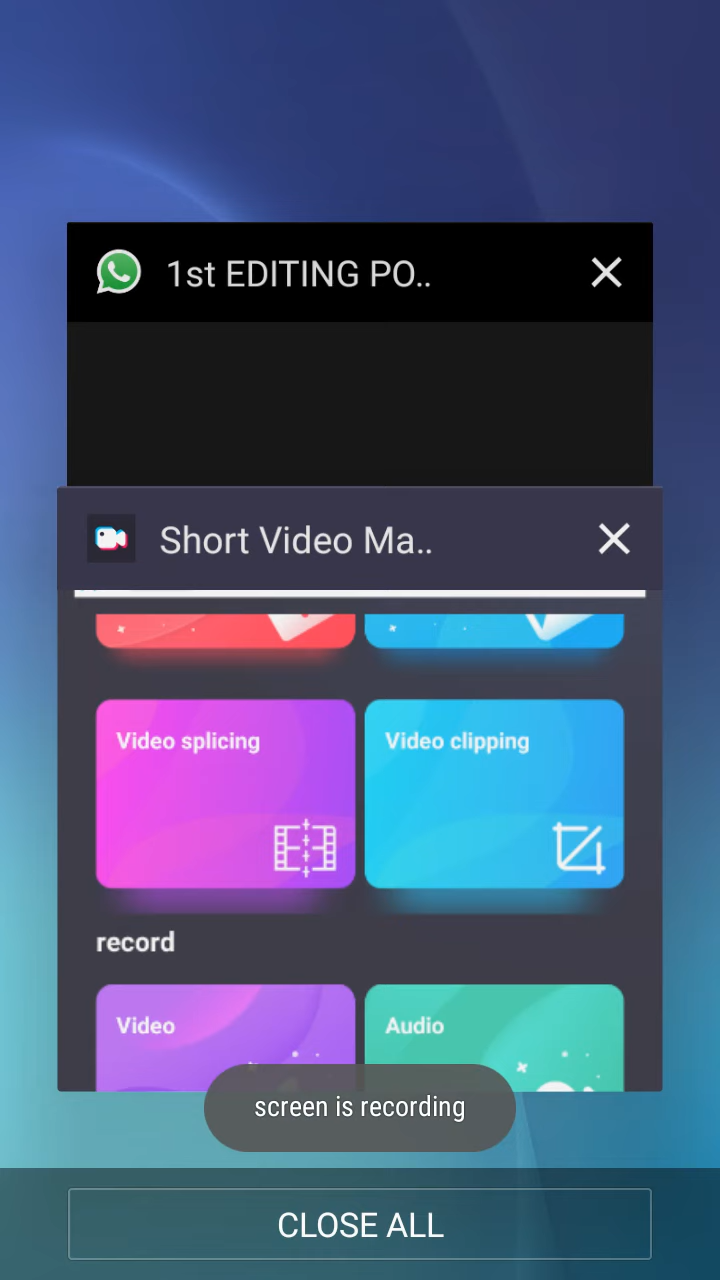 1st EDITING PO..
Short Video Ma..
Video splicing
Video clipping
record
Video
Audio
screen is recording
CLOSE ALL